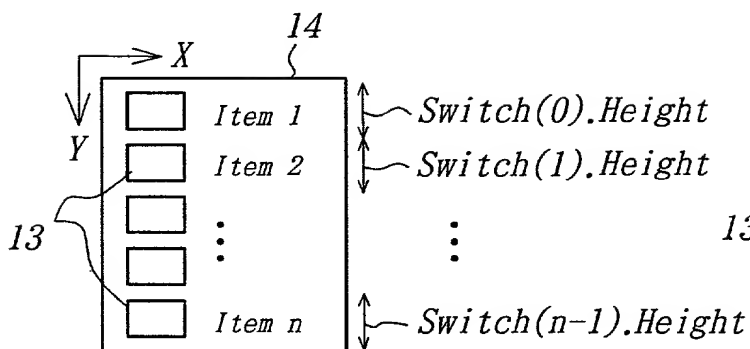 14
X
Y
Item 1 Switch(0).Height
Item 2 Switch(1).Height
13
13
Item n Switch(n-1).Height